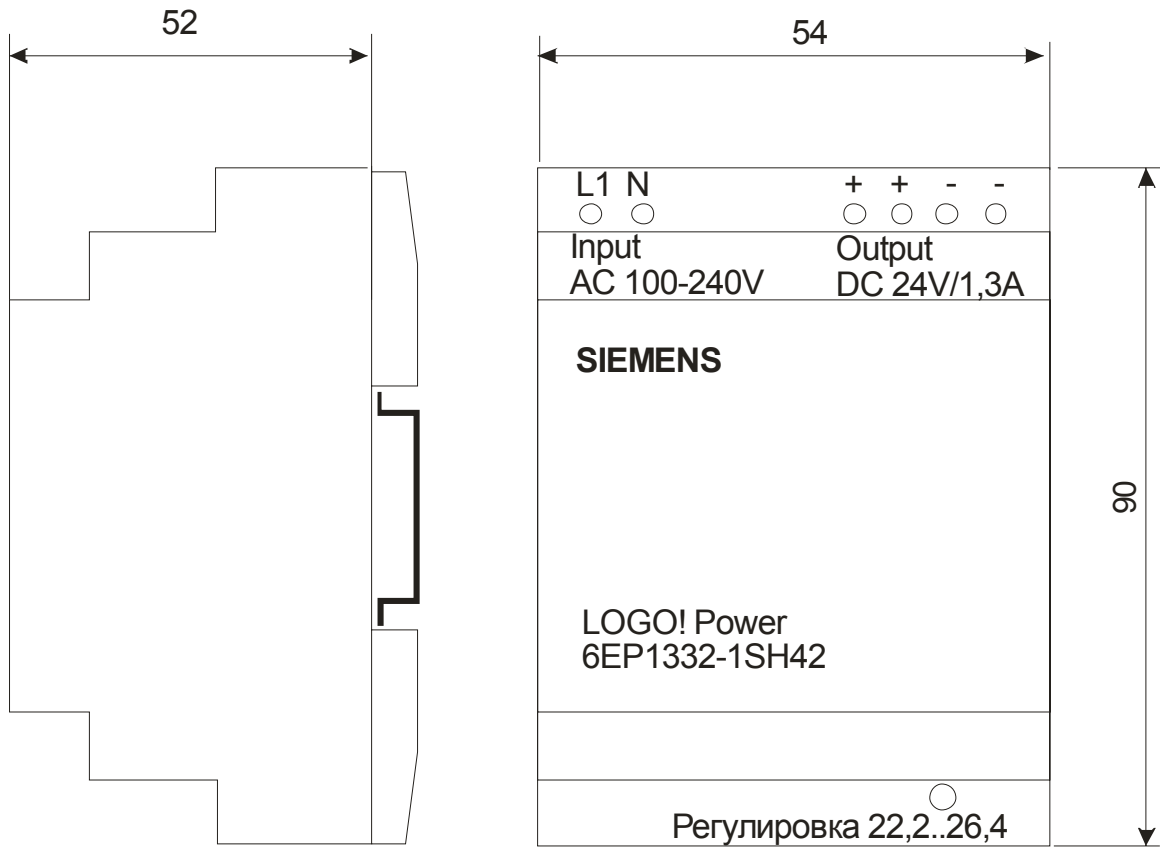 52
54
L1 N
+ + - -
Input
AC 100-240V
Output
DC 24V/1,3A
SIEMENS
90
LOGO! Power
6EP1332-1SH42
Регулировка 22,2..26,4